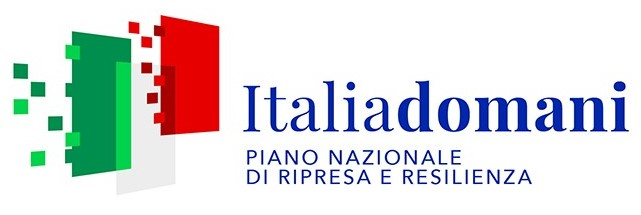 Italiadomani
PIANO NAZIONALE
DI RIPRESA E RESILIENZA